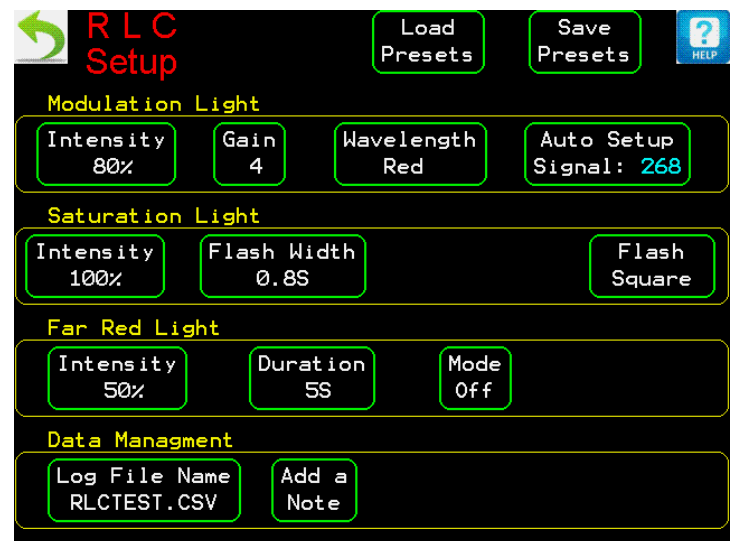 RLC
Setup
Load
Presets
Save
Presets
?
HELP
Modulation Light
Intensity
80%
Gain
4
Wavelength
Red
Auto Setup
Signal: 268
Saturation Light
Intensity
100%
Flash Width
0.8S
Flash
Square
Far Red Light
Intensity
50%
Duration
5S
Mode
Off
Data Managment
Log File Name
RLCTEST.CSV
Add a
Note